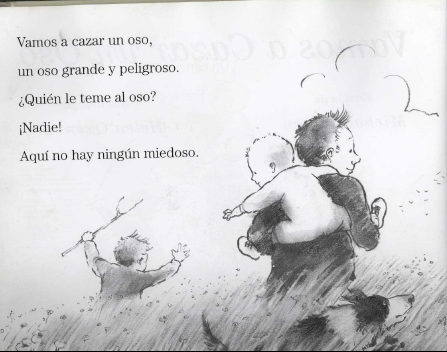 Vamos a cazar un oso,
un oso grande y peligroso.
¿Quién le teme al oso?
¡Nadie!
Aquí no hay ningún miedoso.